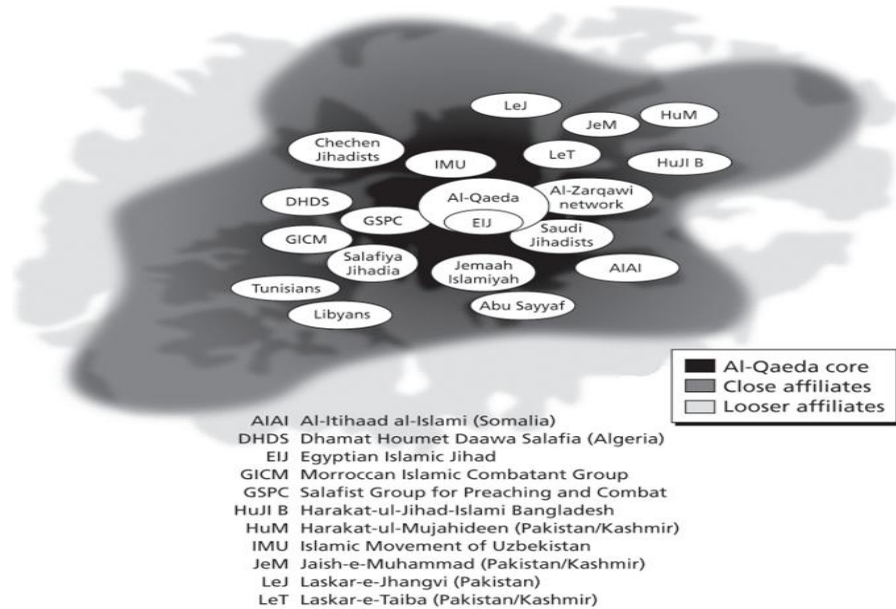 LeJ
JeM
HuM
Chechen
Jihadists
IMU
LeT
HuJI B
DHDS
GSPC
Al-Qaeda
EIJ
Al-Zarqawi
network
GICM
Saudi
Jihadists
Salafiya
Jihadia
Jemaah
Islamiyah
AIAI
Tunisians
Abu Sayyaf
Libyans
Al-Qaeda core
Close affiliates
Looser affiliates
AIAI Al-Itihaad al-Islami (Somalia)
DHDS Dhamat Houmet Daawa Salafia (Algeria)
EIJ Egyptian Islamic Jihad
GICM Morroccan Islamic Combatant Group
GSPC Salafist Group for Preaching and Combat
HuJI B Harakat-ul-Jihad-Islami Bangladesh
HuM Harakat-ul-Mujahideen (Pakistan/Kashmir)
IMU Islamic Movement of Uzbekistan
JeM Jaish-e-Muhammad (Pakistan/Kashmir)
LeJ Laskar-e-Jhangvi (Pakistan)
LeT Laskar-e-Taiba (Pakistan/Kashmir)